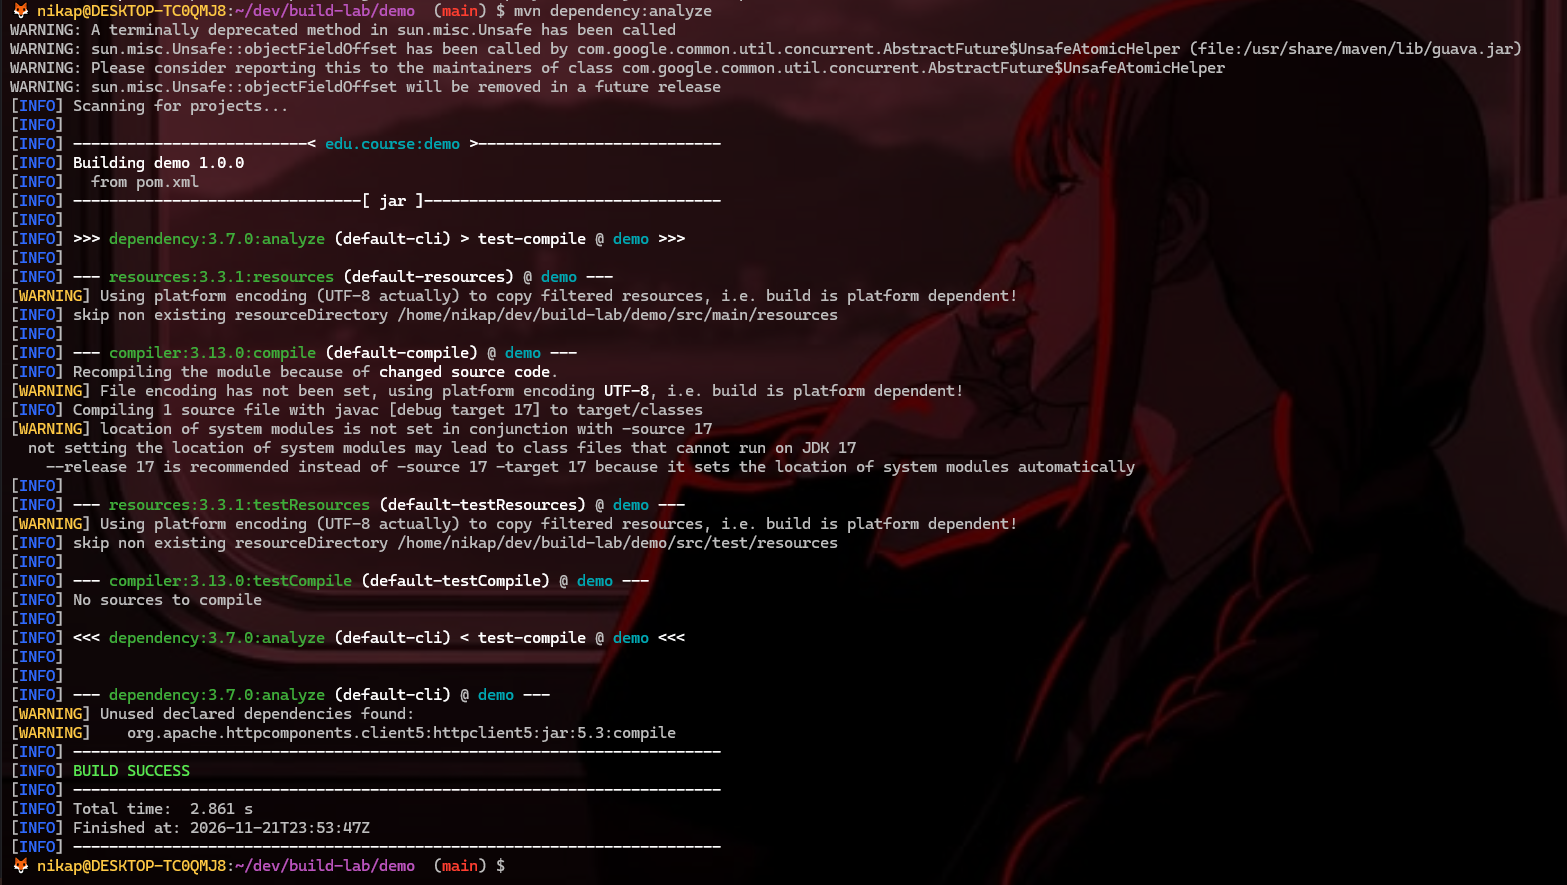 🦊 nikap@DESKTOP-TC0QMJ8:~/dev/build-lab/demo (main) $ mvn dependency:analyze
WARNING: A terminally deprecated method in sun.misc.Unsafe has been called
WARNING: sun.misc.Unsafe::objectFieldOffset has been called by com.google.common.util.concurrent.AbstractFuture$UnsafeAtomicHelper (file:/usr/share/maven/lib/guava.jar)
WARNING: Please consider reporting this to the maintainers of class com.google.common.util.concurrent.AbstractFuture$UnsafeAtomicHelper
WARNING: sun.misc.Unsafe::objectFieldOffset will be removed in a future release
[INFO] Scanning for projects...
[INFO]
[INFO] --------------------------< edu.course:demo >---------------------------
[INFO] Building demo 1.0.0
[INFO]   from pom.xml
[INFO] --------------------------------[ jar ]---------------------------------
[INFO]
[INFO] >>> dependency:3.7.0:analyze (default-cli) > test-compile @ demo >>>
[INFO]
[INFO] --- resources:3.3.1:resources (default-resources) @ demo ---
[WARNING] Using platform encoding (UTF-8 actually) to copy filtered resources, i.e. build is platform dependent!
[INFO] skip non existing resourceDirectory /home/nikap/dev/build-lab/demo/src/main/resources
[INFO]
[INFO] --- compiler:3.13.0:compile (default-compile) @ demo ---
[INFO] Recompiling the module because of changed source code.
[WARNING] File encoding has not been set, using platform encoding UTF-8, i.e. build is platform dependent!
[INFO] Compiling 1 source file with javac [debug target 17] to target/classes
[WARNING] location of system modules is not set in conjunction with -source 17
  not setting the location of system modules may lead to class files that cannot run on JDK 17
    --release 17 is recommended instead of -source 17 -target 17 because it sets the location of system modules automatically
[INFO]
[INFO] --- resources:3.3.1:testResources (default-testResources) @ demo ---
[WARNING] Using platform encoding (UTF-8 actually) to copy filtered resources, i.e. build is platform dependent!
[INFO] skip non existing resourceDirectory /home/nikap/dev/build-lab/demo/src/test/resources
[INFO]
[INFO] --- compiler:3.13.0:testCompile (default-testCompile) @ demo ---
[INFO] No sources to compile
[INFO]
[INFO] <<< dependency:3.7.0:analyze (default-cli) < test-compile @ demo <<<
[INFO]
[INFO]
[INFO] --- dependency:3.7.0:analyze (default-cli) @ demo ---
[WARNING] Unused declared dependencies found:
[WARNING]    org.apache.httpcomponents.client5:httpclient5:jar:5.3:compile
[INFO] ------------------------------------------------------------------------
[INFO] BUILD SUCCESS
[INFO] ------------------------------------------------------------------------
[INFO] Total time:  2.861 s
[INFO] Finished at: 2026-11-21T23:53:47Z
[INFO] ------------------------------------------------------------------------
🦊 nikap@DESKTOP-TC0QMJ8:~/dev/build-lab/demo (main) $